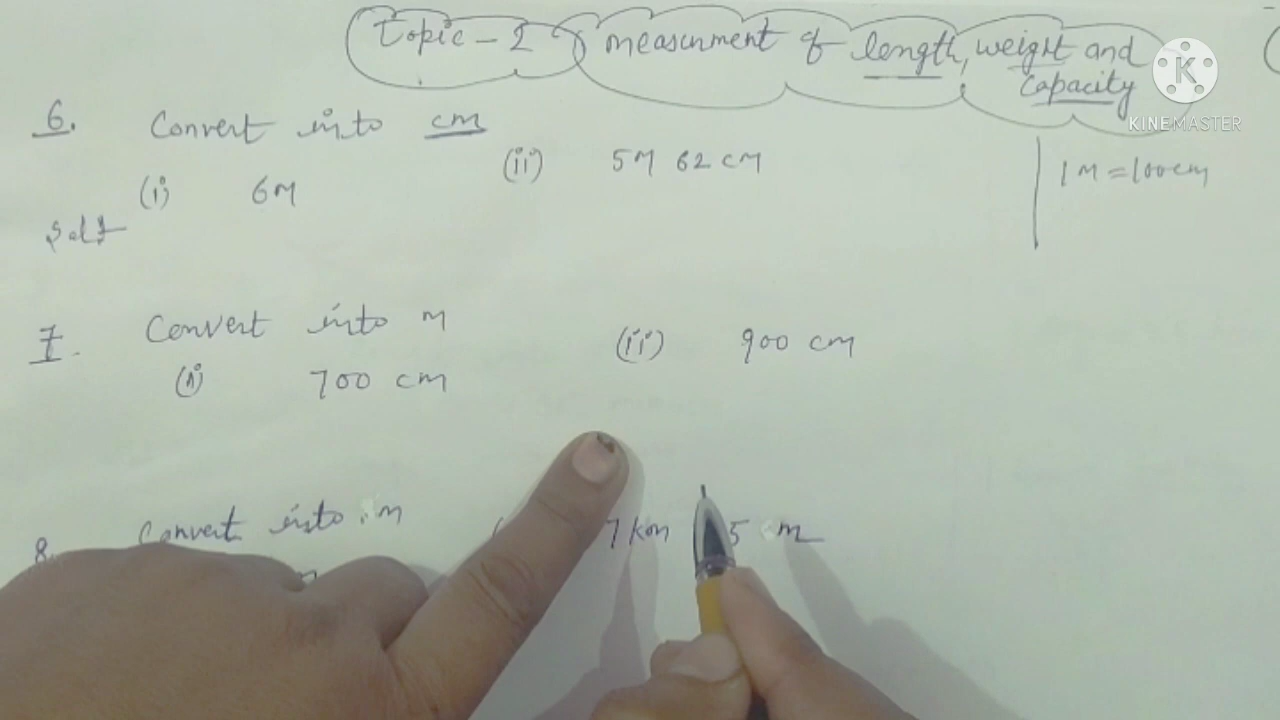 Topic - 2 measurment of length, weight and
capacity
K
KINEMASTER
6. Convert into cm
(i) 6M (ii) 5M 62 CM
1M = 100cm
Sol
7. Convert into M
(i) 700 cm (ii) 900 cm
8. Convert into m
7 km 5 m